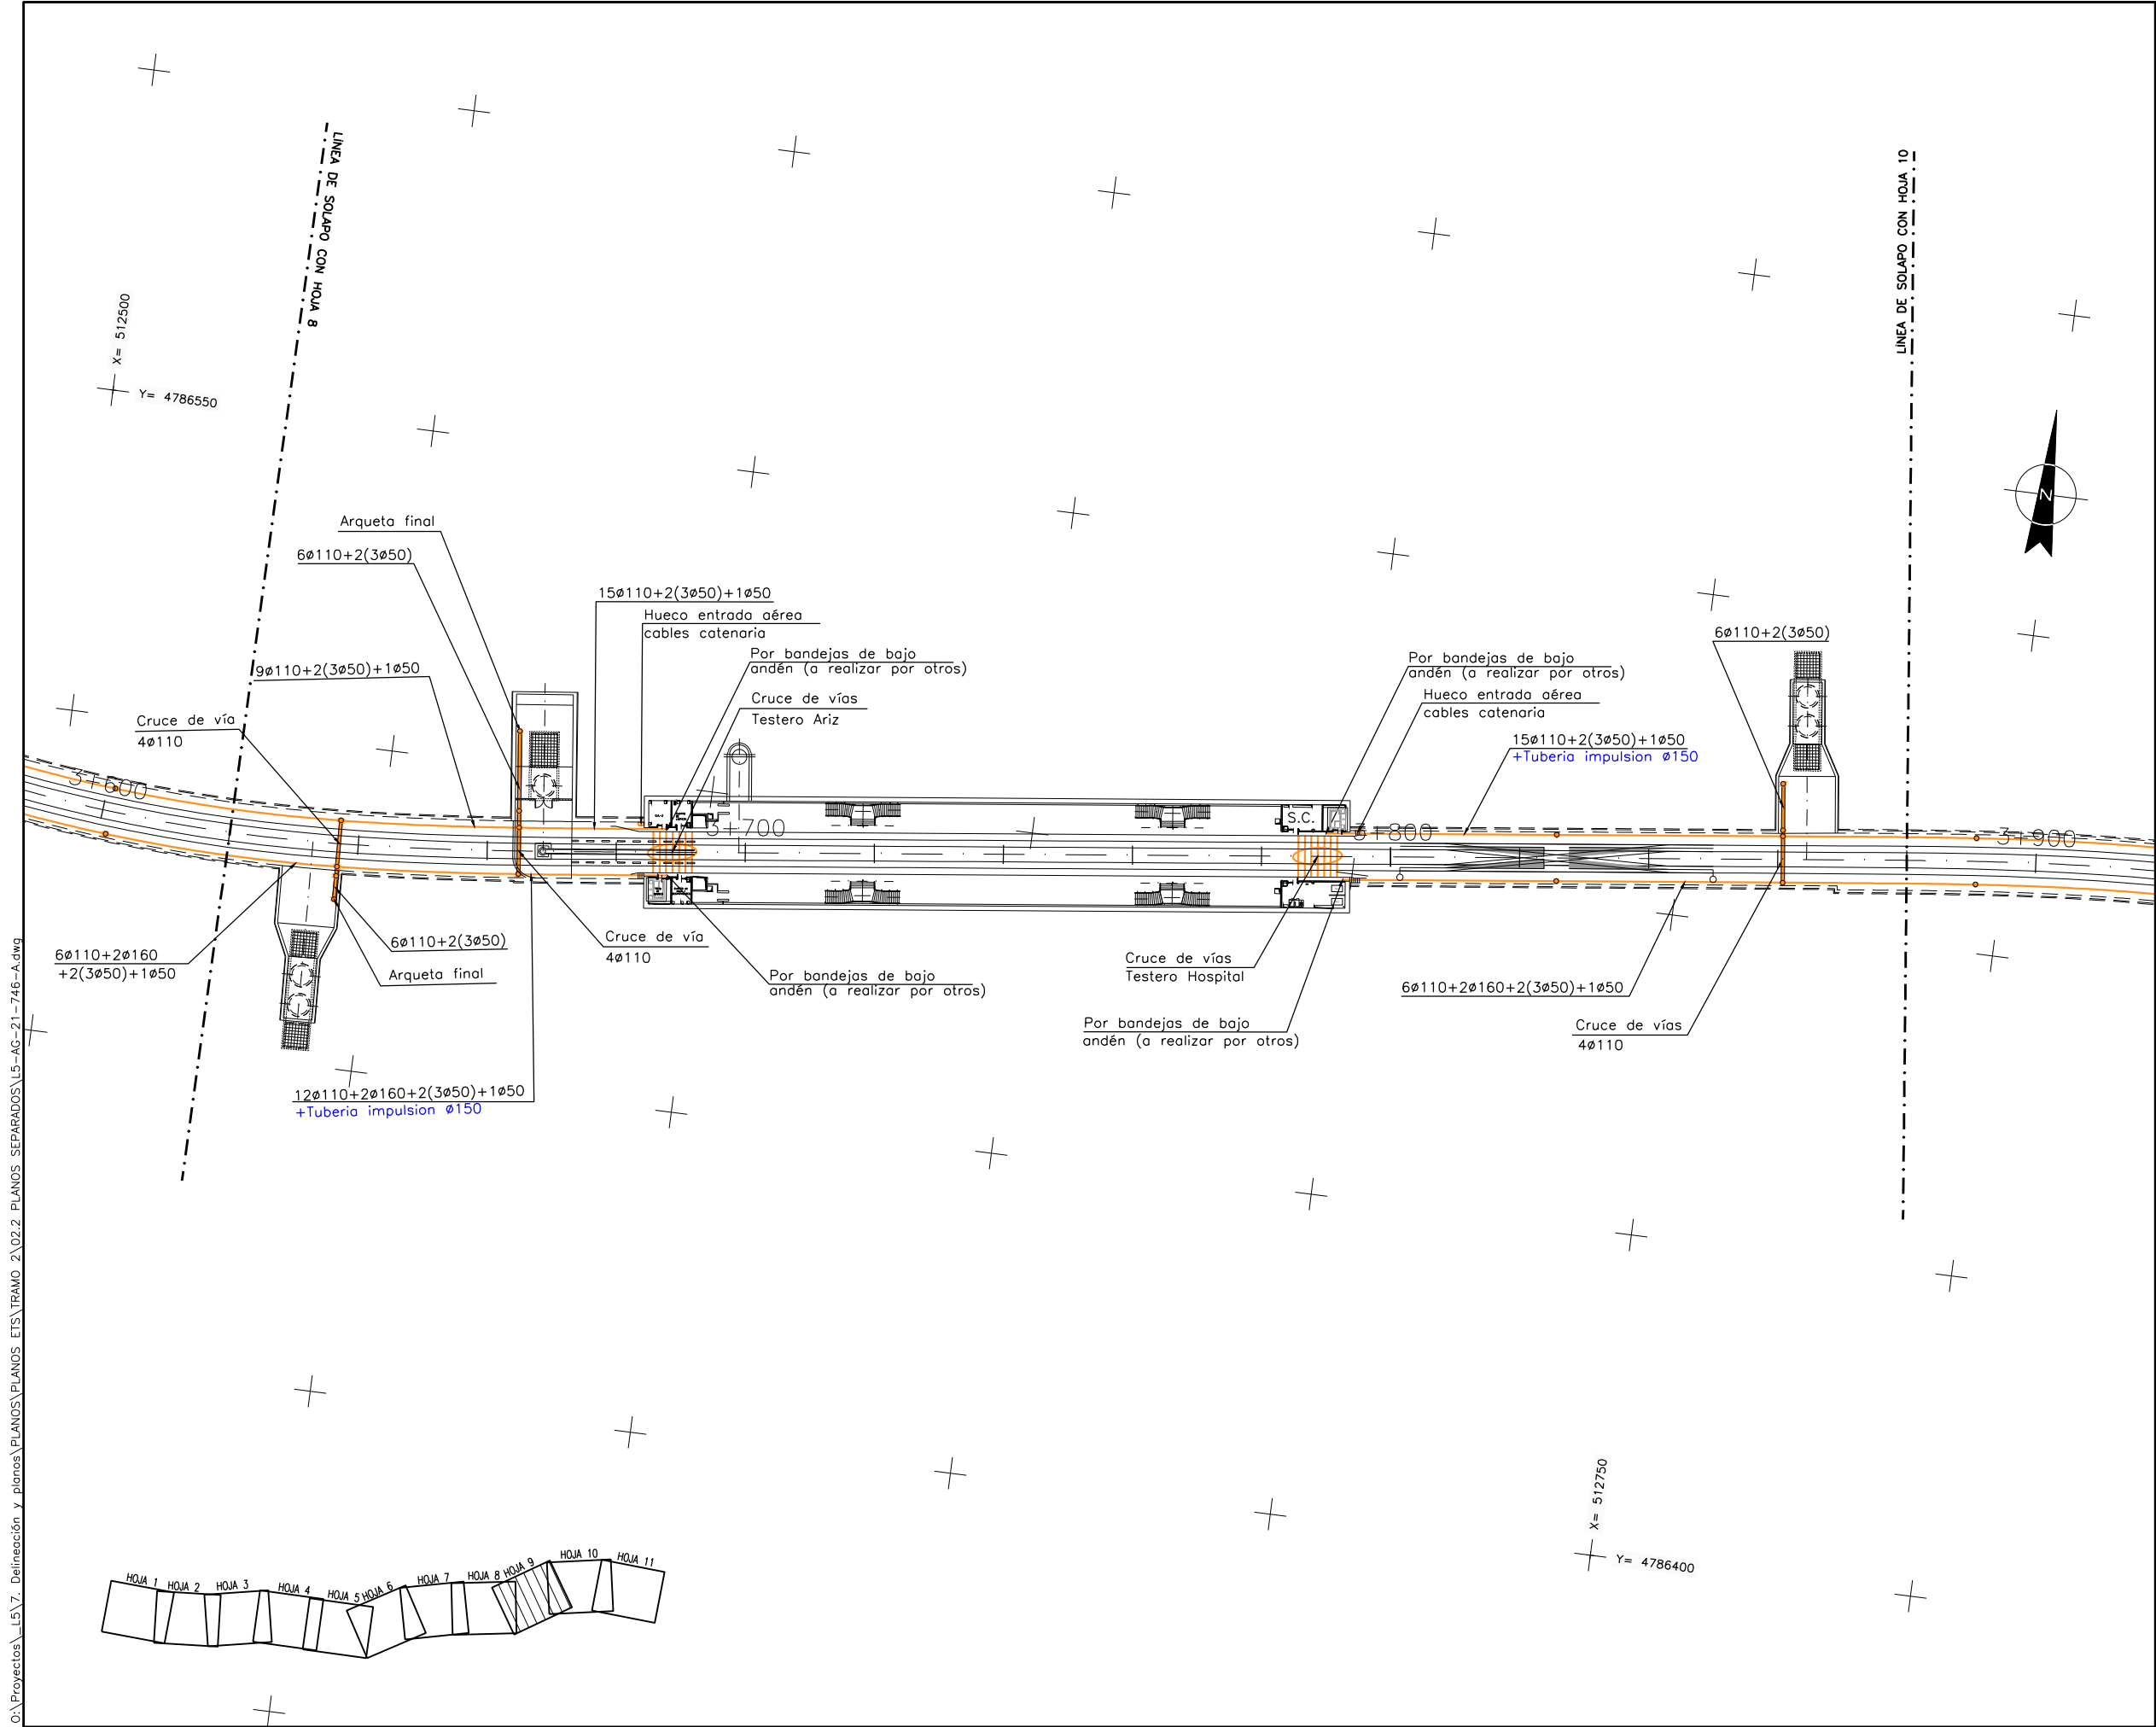 LÍNEA DE SOLAPO CON HOJA 8
LÍNEA DE SOLAPO CON HOJA 10
X= 512500
Y= 4786550
N
Arqueta final
6ø110+2(3ø50)
15ø110+2(3ø50)+1ø50
Hueco entrada aérea
cables catenaria
Por bandejas de bajo
andén (a realizar por otros)
9ø110+2(3ø50)+1ø50
Cruce de vías
Testero Ariz
Cruce de vía
4ø110
6ø110+2(3ø50)
Por bandejas de bajo
andén (a realizar por otros)
Hueco entrada aérea
cables catenaria
15ø110+2(3ø50)+1ø50
+Tuberia impulsion ø150
3+600
3+700
S.C.
3+800
3+900
6ø110+2ø160
+2(3ø50)+1ø50
6ø110+2(3ø50)
Arqueta final
Cruce de vía
4ø110
Por bandejas de bajo
andén (a realizar por otros)
Cruce de vías
Testero Hospital
6ø110+2ø160+2(3ø50)+1ø50
Por bandejas de bajo
andén (a realizar por otros)
Cruce de vías
4ø110
12ø110+2ø160+2(3ø50)+1ø50
+Tuberia impulsion ø150
X= 512750
Y= 4786400
HOJA 1
HOJA 2
HOJA 3
HOJA 4
HOJA 5
HOJA 6
HOJA 7
HOJA 8
HOJA 9
HOJA 10
HOJA 11
O:\Proyectos\_L5\7. Delineación y planos\PLANOS\PLANOS ETS\TRAMO 2\02.2 PLANOS SEPARADOS\L5-AG-21-746-A.dwg